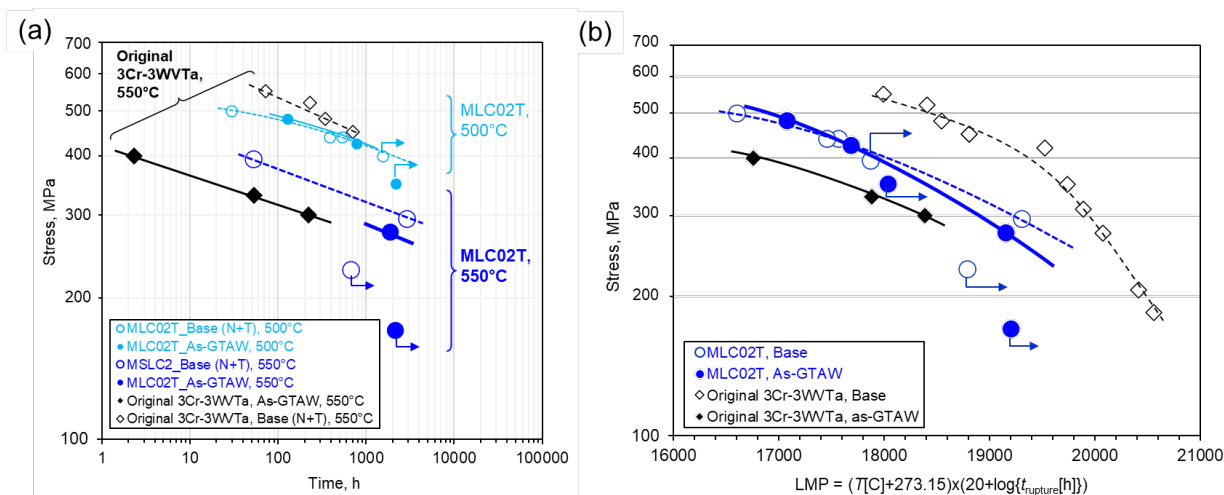 (a)
700
600
500
400
300
200
100
Stress, MPa
1
10
100
1000
10000
100000
Time, h
Original
3Cr-3WVTa,
550°C
MLC02T,
500°C
MLC02T,
550°C
MLC02T_Base (N+T), 500°C
MLC02T_As-GTAW, 500°C
MSLC2_Base (N+T), 550°C
MLC02T_As-GTAW, 550°C
Original 3Cr-3WVTa, As-GTAW, 550°C
Original 3Cr-3WVTa, Base (N+T), 550°C
(b)
700
600
500
400
300
200
100
Stress, MPa
16000
17000
18000
19000
20000
21000
LMP = (T[C]+273.15)x(20+log{trupture[h]})
MLC02T, Base
MLC02T, As-GTAW
Original 3Cr-3WVTa, Base
Original 3Cr-3WVTa, as-GTAW